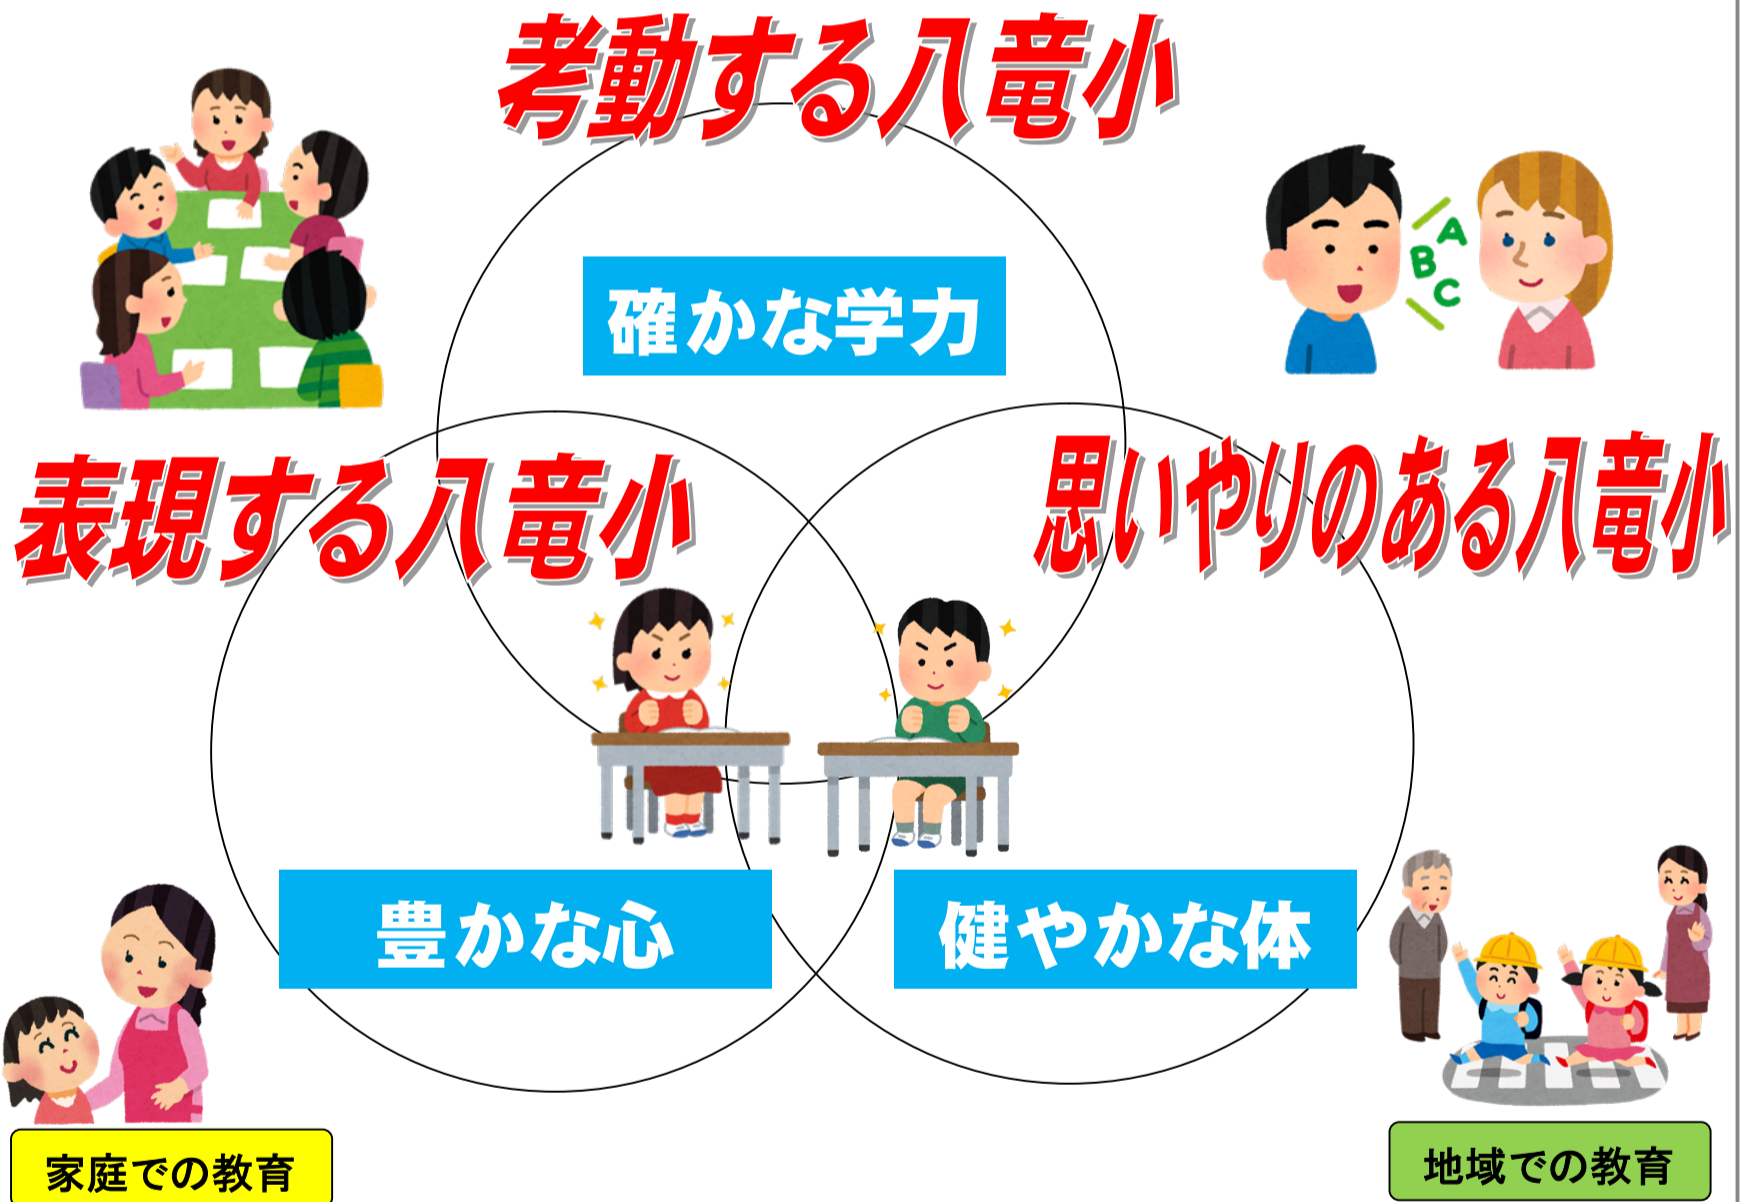 考動する八竜小
A
B
C
確かな学力
表現する八竜小
思いやりのある八竜小
豊かな心
健やかな体
家庭での教育
地域での教育